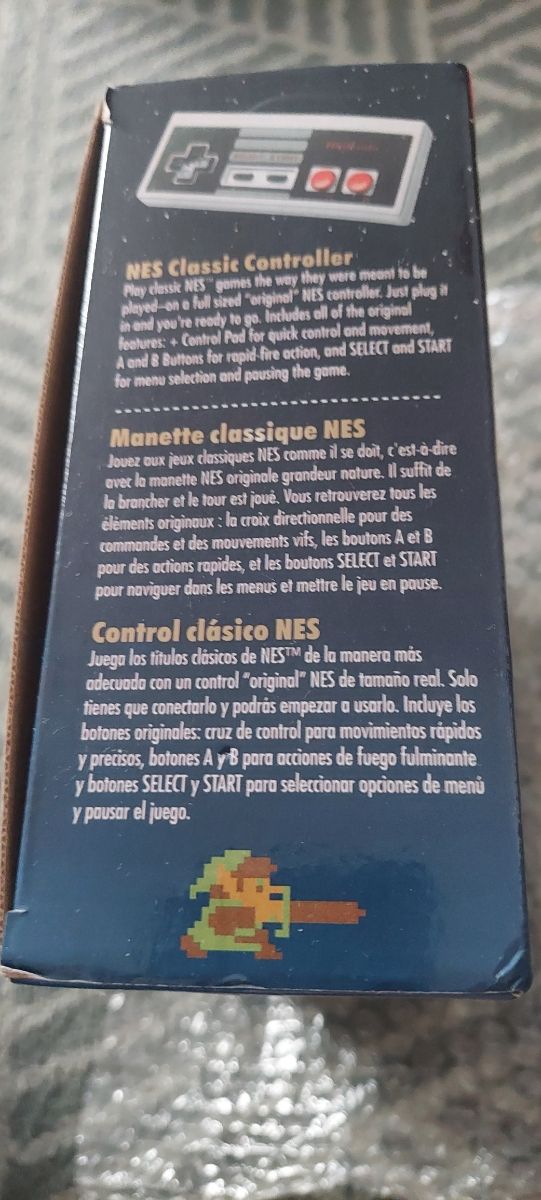 NES Classic Controller
Play classic NES™ games the way they were meant to be
played—on a full sized "original" NES controller. Just plug it
in and you're ready to go. Includes all of the original
features: + Control Pad for quick control and movement,
A and B Buttons for rapid-fire action, and SELECT and START
for menu selection and pausing the game.
Manette classique NES
Jouez aux jeux classiques NES comme il se doit, c'est-à-dire
avec la manette NES originale grandeur nature. Il suffit de
la brancher et le tour est joué. Vous retrouverez tous les
éléments originaux : la croix directionnelle pour des
commandes et des mouvements vifs, les boutons A et B
pour des actions rapides, et les boutons SELECT et START
pour naviguer dans les menus et mettre le jeu en pause.
Control clásico NES
Juega los títulos clásicos de NES™ de la manera más
adecuada con un control "original" NES de tamaño real. Solo
tienes que conectarlo y podrás empezar a usarlo. Incluye los
botones originales: cruz de control para movimientos rápidos
y precisos, botones A y B para acciones de fuego fulminante
y botones SELECT y START para seleccionar opciones de menú
y pausar el juego.